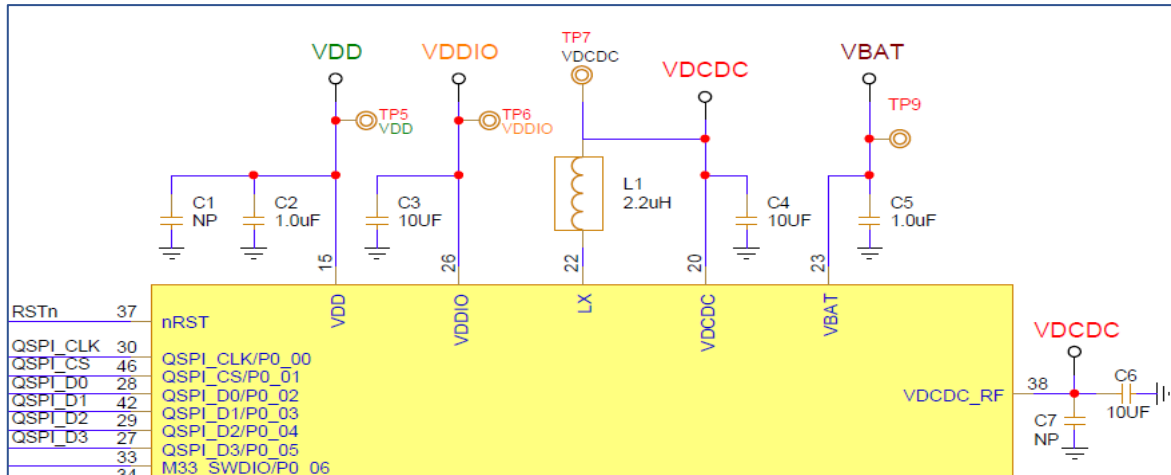 VDD
VDDIO
TP7
VDCDC
VDCDC
VBAT
TP5
VDD
TP6
VDDIO
TP9
C1
NP
C2
1.0uF
C3
10UF
L1
2.2uH
C4
10UF
C5
1.0uF
15
26
22
20
23
VDD
VDDIO
LX
VDCDC
VBAT
RSTn 37 nRST
QSPI_CLK 30 QSPI_CLK/P0_00
QSPI_CS 46 QSPI_CS/P0_01
QSPI_D0 28 QSPI_D0/P0_02
QSPI_D1 42 QSPI_D1/P0_03
QSPI_D2 29 QSPI_D2/P0_04
QSPI_D3 27 QSPI_D3/P0_05
33 M33_SWDIO/P0_06
34
VDCDC
VDCDC_RF 38
C6
10UF
C7
NP